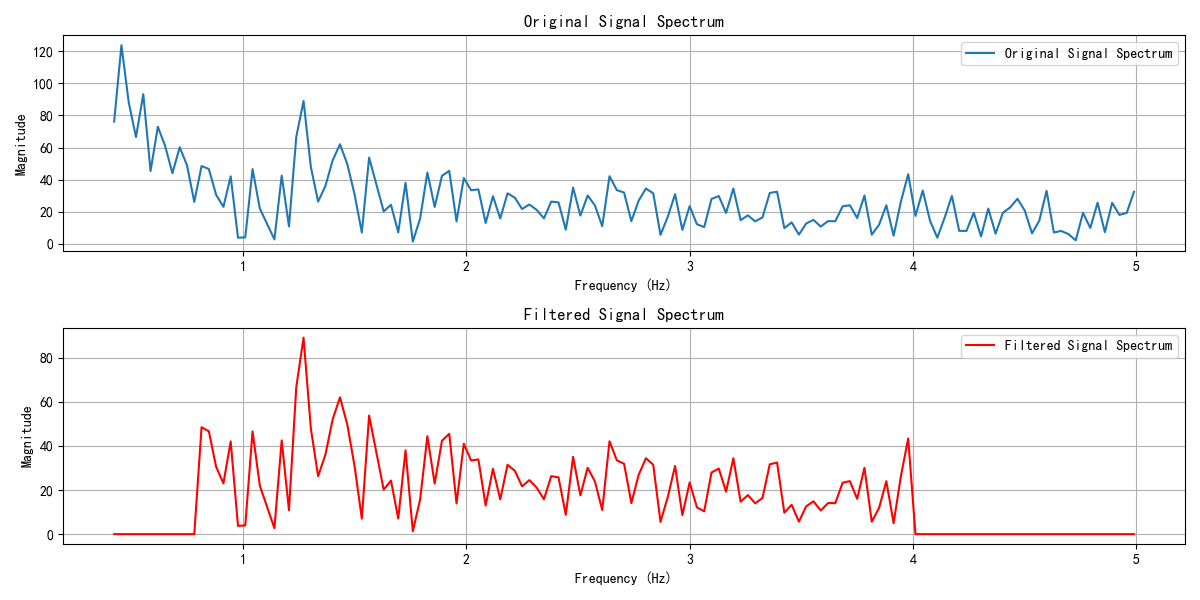 Original Signal Spectrum
120
100
80
60
40
20
0
Magnitude
Original Signal Spectrum
1
2
3
4
5
Frequency (Hz)
Filtered Signal Spectrum
80
60
40
20
0
Magnitude
Filtered Signal Spectrum
1
2
3
4
5
Frequency (Hz)